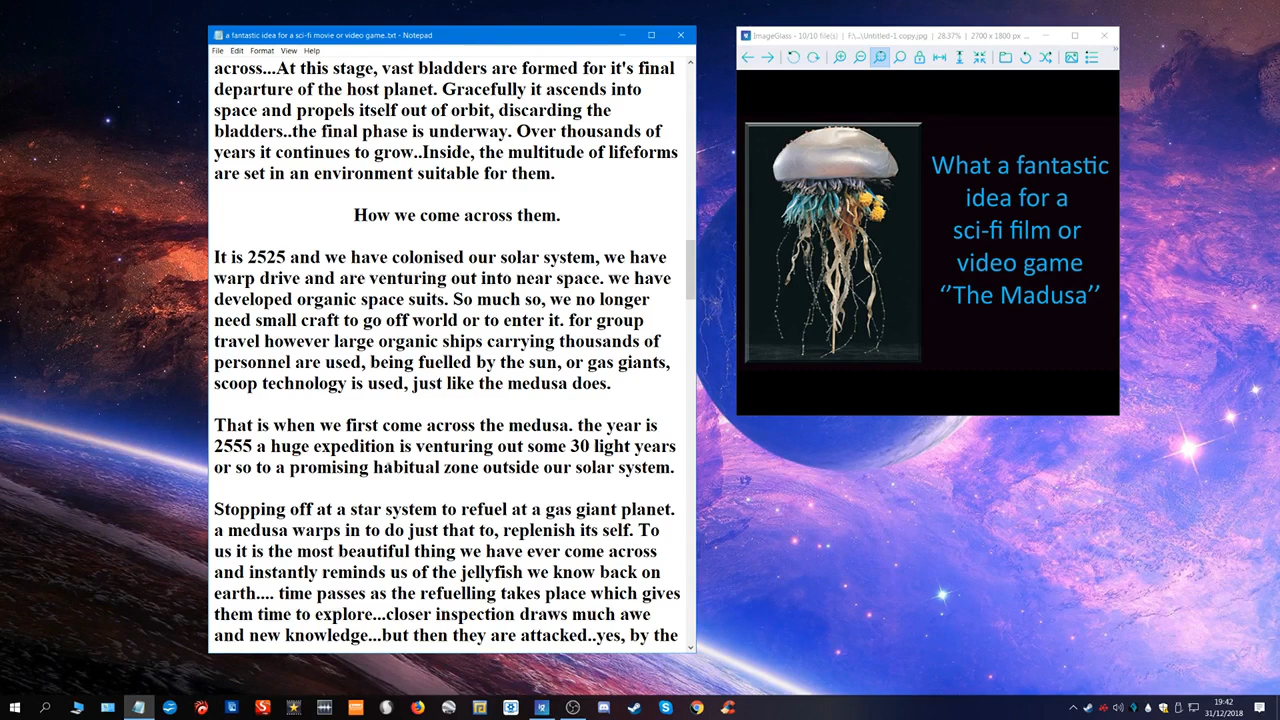 a fantastic idea for a sci-fi movie or video game..txt - Notepad
File Edit Format View Help
across...At this stage, vast bladders are formed for it's final
departure of the host planet. Gracefully it ascends into
space and propels itself out of orbit, discarding the
bladders..the final phase is underway. Over thousands of
years it continues to grow..Inside, the multitude of lifeforms
are set in an environment suitable for them.
How we come across them.
It is 2525 and we have colonised our solar system, we have
warp drive and are venturing out into near space. we have
developed organic space suits. So much so, we no longer
need small craft to go off world or to enter it. for group
travel however large organic ships carrying thousands of
personnel are used, being fuelled by the sun, or gas giants,
scoop technology is used, just like the medusa does.
That is when we first come across the medusa. the year is
2555 a huge expedition is venturing out some 30 light years
or so to a promising habitual zone outside our solar system.
Stopping off at a star system to refuel at a gas giant planet.
a medusa warps in to do just that to, replenish its self. To
us it is the most beautiful thing we have ever come across
and instantly reminds us of the jellyfish we know back on
earth.... time passes as the refuelling takes place which gives
them time to explore...closer inspection draws much awe
and new knowledge...but then they are attacked..yes, by the
ImageGlass - 10/10 file(s) | F:\...\Untitled-1 copy.jpg | 28.37% | 2700 x 1800 px ...
What a fantastic
idea for a
sci-fi film or
video game
‘’The Madusa’’
19:42
31/12/2018